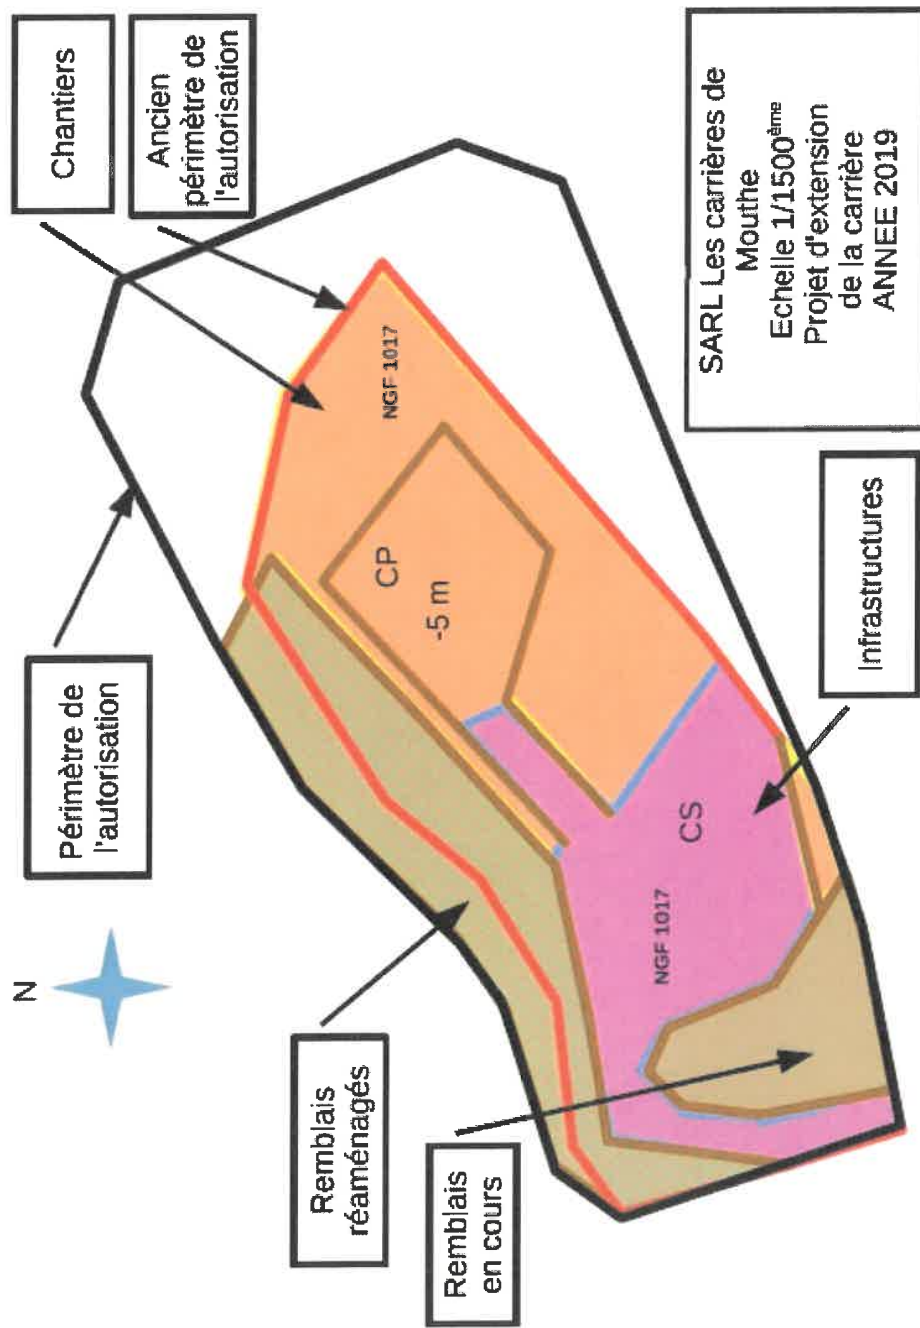 N
Périmètre de
l'autorisation
Chantiers
Ancien
périmètre de
l'autorisation
Remblais
réaménagés
Remblais
en cours
NGF 1017
CP
-5 m
NGF 1017
CS
Infrastructures
SARL Les carrières de
Mouthe
Echelle 1/1500ème
Projet d'extension
de la carrière
ANNEE 2019